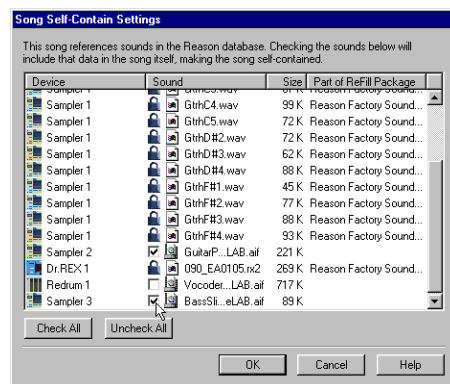 Song Self-Contain Settings
This song references sounds in the Reason database. Checking the sounds below will
include that data in the song itself, making the song self-contained.
Device Sound Size Part of ReFill Package
Sampler 1 Reason Factory Sound...
Sampler 1 GtrhC4.wav 99 K Reason Factory Sound...
Sampler 1 GtrhC5.wav 72 K Reason Factory Sound...
Sampler 1 GtrhD#2.wav 72 K Reason Factory Sound...
Sampler 1 GtrhD#3.wav 62 K Reason Factory Sound...
Sampler 1 GtrhD#4.wav 88 K Reason Factory Sound...
Sampler 1 GtrhF#1.wav 45 K Reason Factory Sound...
Sampler 1 GtrhF#2.wav 77 K Reason Factory Sound...
Sampler 1 GtrhF#3.wav 88 K Reason Factory Sound...
Sampler 1 GtrhF#4.wav 93 K Reason Factory Sound...
Sampler 2 GuitarP...LAB.aif 221 K
Dr.REX 1 090_EA0105.rx2 269 K Reason Factory Sound...
Redrum 1 Vocoder...LAB.aif 717 K
Sampler 3 BassSli...eLAB.aif 89 K
Check All Uncheck All
OK Cancel Help